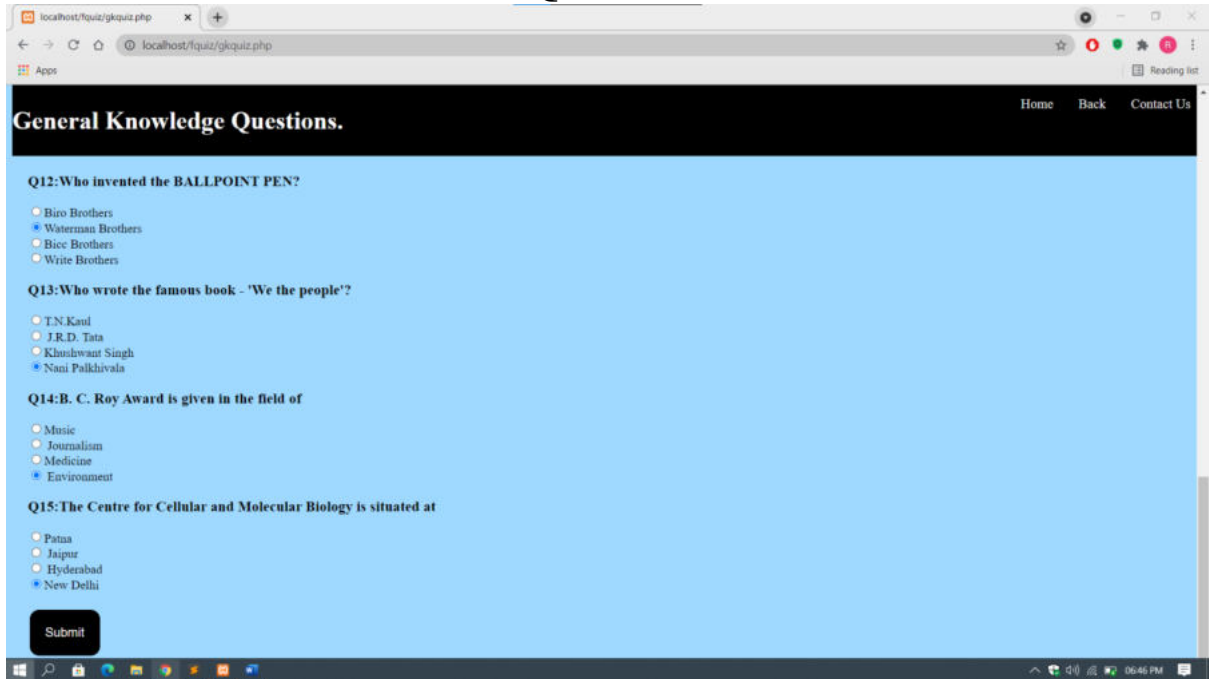 localhost/fquiz/gkquiz.php
localhost/fquiz/gkquiz.php
R
Apps
Reading list
Home Back Contact Us
General Knowledge Questions.
Q12:Who invented the BALLPOINT PEN?
Biro Brothers
Waterman Brothers
Bicc Brothers
Write Brothers
Q13:Who wrote the famous book - 'We the people'?
T.N.Kaul
J.R.D. Tata
Khushwant Singh
Nani Palkhivala
Q14:B. C. Roy Award is given in the field of
Music
Journalism
Medicine
Environment
Q15:The Centre for Cellular and Molecular Biology is situated at
Patna
Jaipur
Hyderabad
New Delhi
Submit
06:46 PM